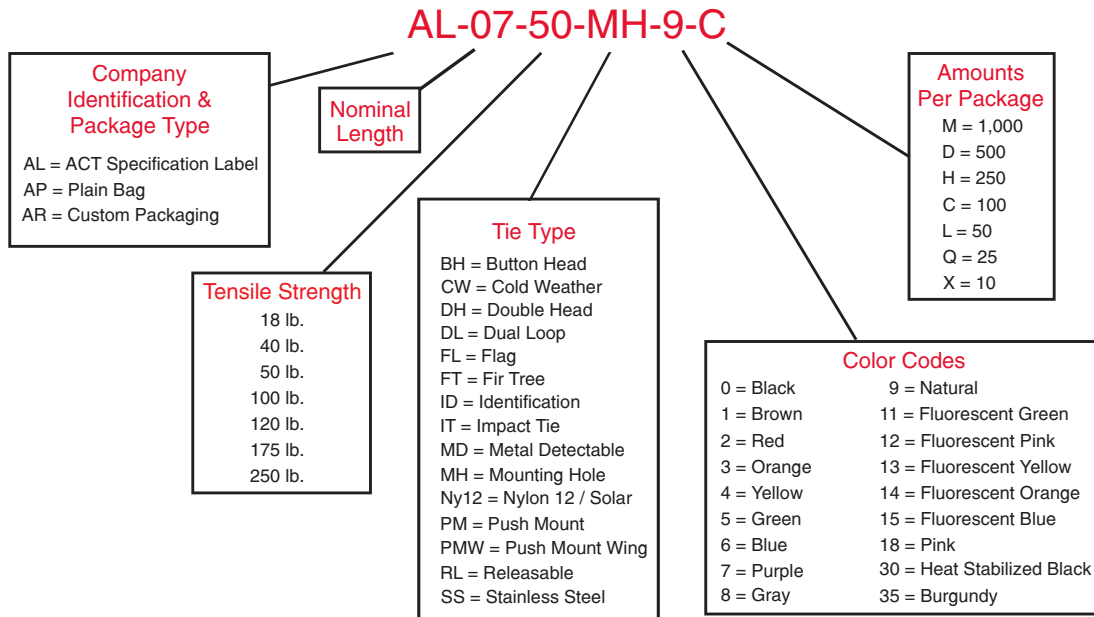 AL-07-50-MH-9-C
Company
Identification &
Package Type
AL = ACT Specification Label
AP = Plain Bag
AR = Custom Packaging
Nominal
Length
Tensile Strength
18 lb.
40 lb.
50 lb.
100 lb.
120 lb.
175 lb.
250 lb.
Tie Type
BH = Button Head
CW = Cold Weather
DH = Double Head
DL = Dual Loop
FL = Flag
FT = Fir Tree
ID = Identification
IT = Impact Tie
MD = Metal Detectable
MH = Mounting Hole
Ny12 = Nylon 12 / Solar
PM = Push Mount
PMW = Push Mount Wing
RL = Releasable
SS = Stainless Steel
Amounts
Per Package
M = 1,000
D = 500
H = 250
C = 100
L = 50
Q = 25
X = 10
Color Codes
0 = Black
1 = Brown
2 = Red
3 = Orange
4 = Yellow
5 = Green
6 = Blue
7 = Purple
8 = Gray
9 = Natural
11 = Fluorescent Green
12 = Fluorescent Pink
13 = Fluorescent Yellow
14 = Fluorescent Orange
15 = Fluorescent Blue
18 = Pink
30 = Heat Stabilized Black
35 = Burgundy